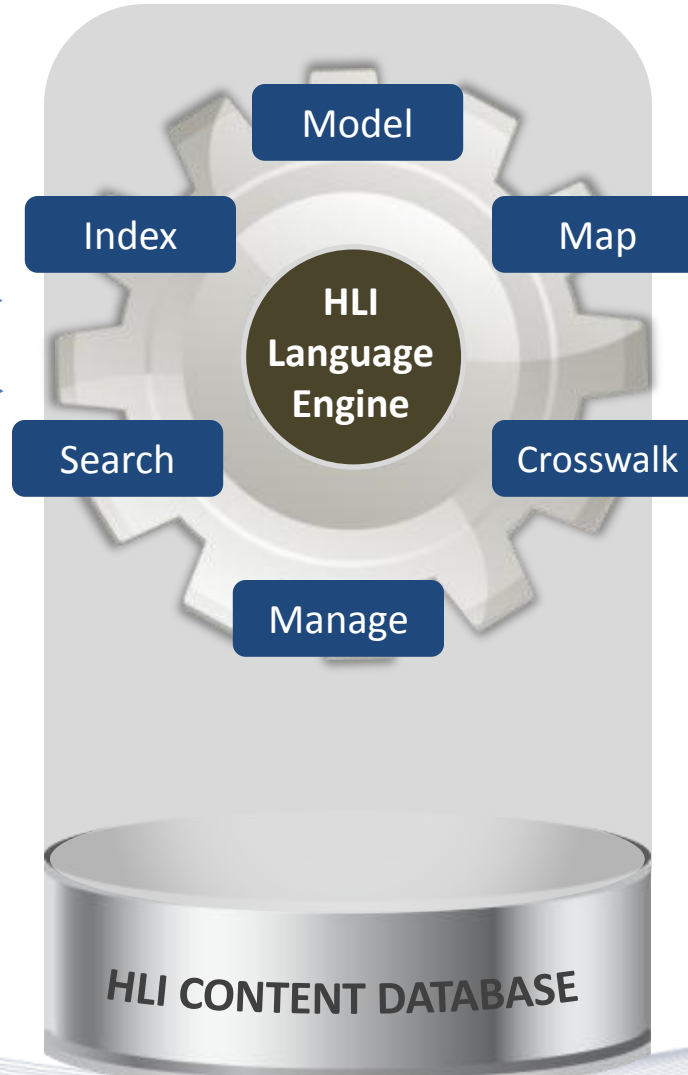 Model
Index
Map
HLI
Language
Engine
Search
Crosswalk
Manage
HLI CONTENT DATABASE